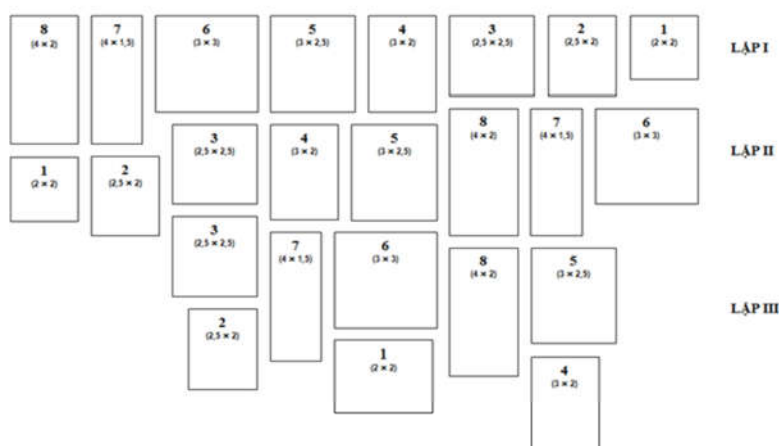 8
(4 × 2)
7
(4 × 1,5)
6
(3 × 3)
5
(3 × 2,5)
4
(3 × 2)
3
(2,5 × 2,5)
2
(2,5 × 2)
1
(2 × 2)
LẶP I
3
(2,5 × 2,5)
4
(3 × 2)
5
(3 × 2,5)
8
(4 × 2)
7
(4 × 1,5)
6
(3 × 3)
LẶP II
1
(2 × 2)
2
(2,5 × 2)
3
(2,5 × 2,5)
7
(4 × 1,5)
6
(3 × 3)
8
(4 × 2)
5
(3 × 2,5)
LẶP III
2
(2,5 × 2)
1
(2 × 2)
4
(3 × 2)